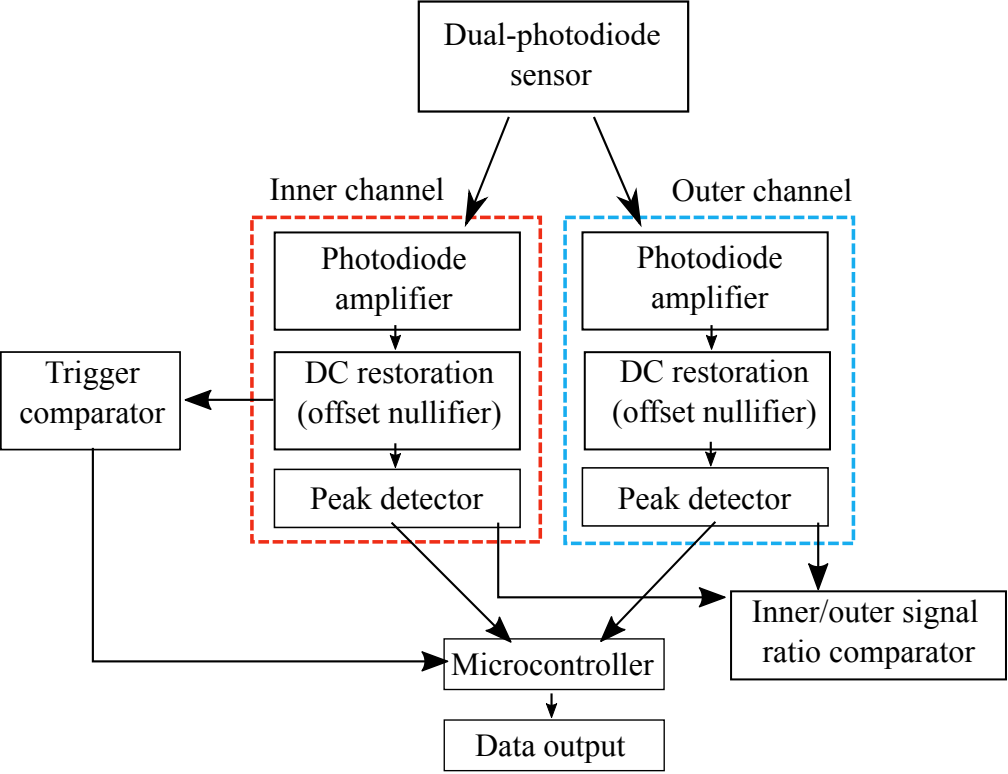 Dual-photodiode
sensor
Inner channel
Outer channel
Photodiode
amplifier
Photodiode
amplifier
Trigger
comparator
DC restoration
(offset nullifier)
DC restoration
(offset nullifier)
Peak detector
Peak detector
Inner/outer signal
ratio comparator
Microcontroller
Data output